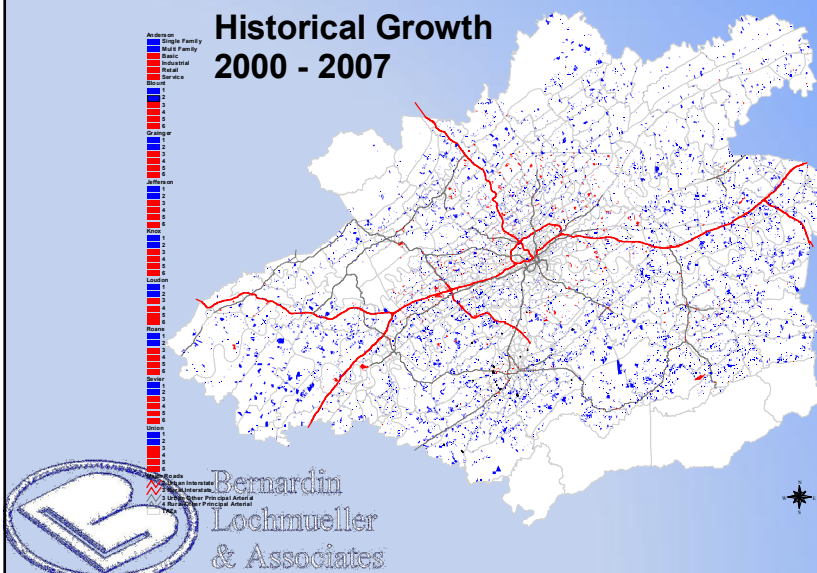 Historical Growth
2000 - 2007
Anderson
Single Family
Multi Family
Basic
Industrial
Retail
Service
Blount
1
2
3
4
5
6
Grainger
1
2
3
4
5
6
Jefferson
1
2
3
4
5
6
Knox
1
2
3
4
5
6
Loudon
1
2
3
4
5
6
Roane
1
2
3
4
5
6
Sevier
1
2
3
4
5
6
Union
1
2
3
4
5
6
Roads
Urban Interstate
Rural Interstate
3 Urban Other Principal Arterial
4 Rural Other Principal Arterial
TAZs
Bernardin
Lochmueller
& Associates
N
W
E
S